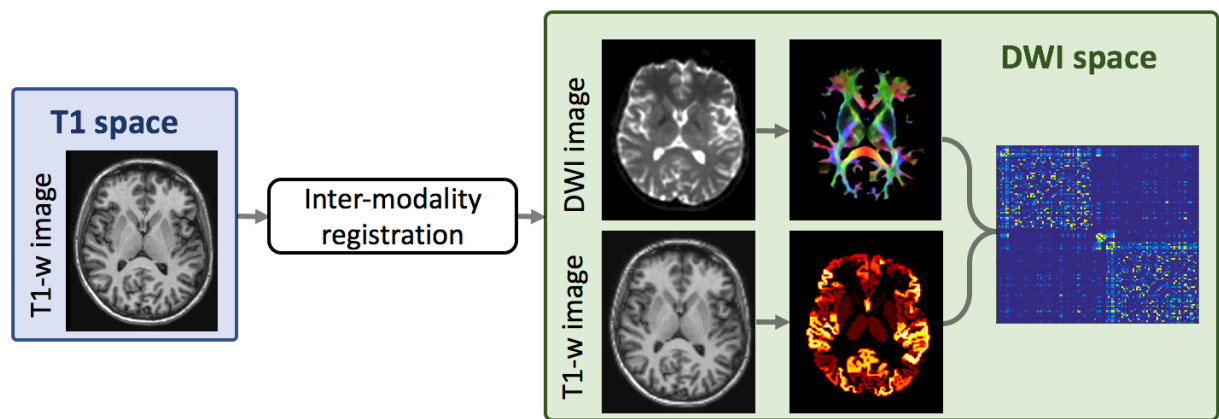 T1 space
T1-w image
Inter-modality
registration
DWI space
DWI image
T1-w image